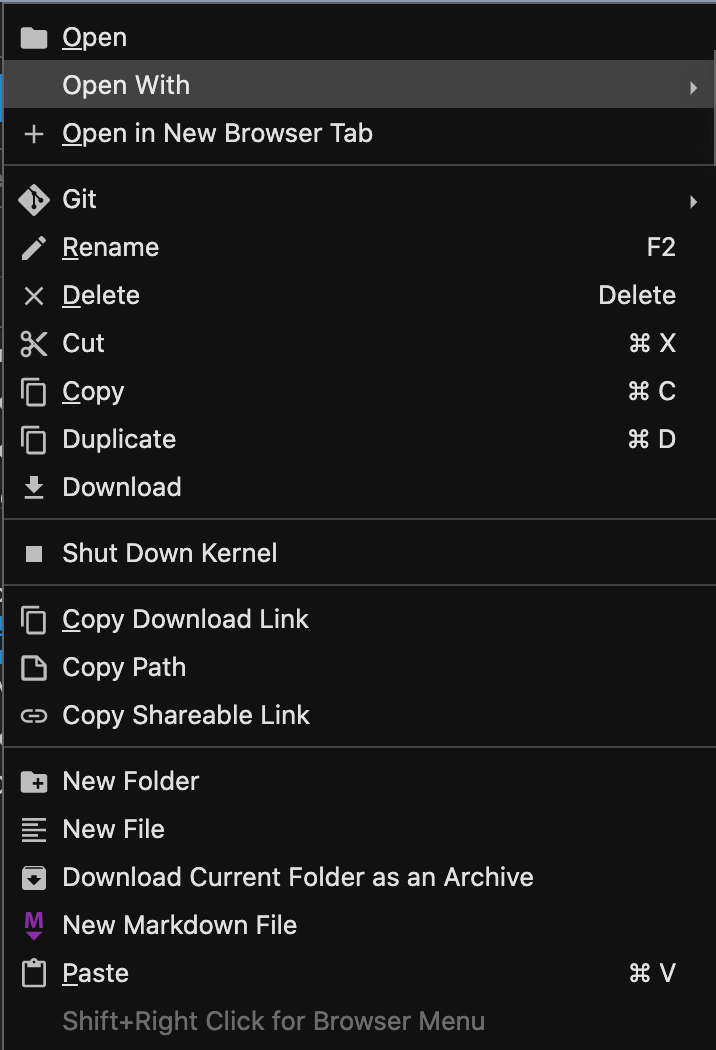 Open
Open With
Open in New Browser Tab
Git
Rename F2
Delete Delete
Cut ⌘ X
Copy ⌘ C
Duplicate ⌘ D
Download
Shut Down Kernel
Copy Download Link
Copy Path
Copy Shareable Link
New Folder
New File
Download Current Folder as an Archive
M New Markdown File
Paste ⌘ V
Shift+Right Click for Browser Menu